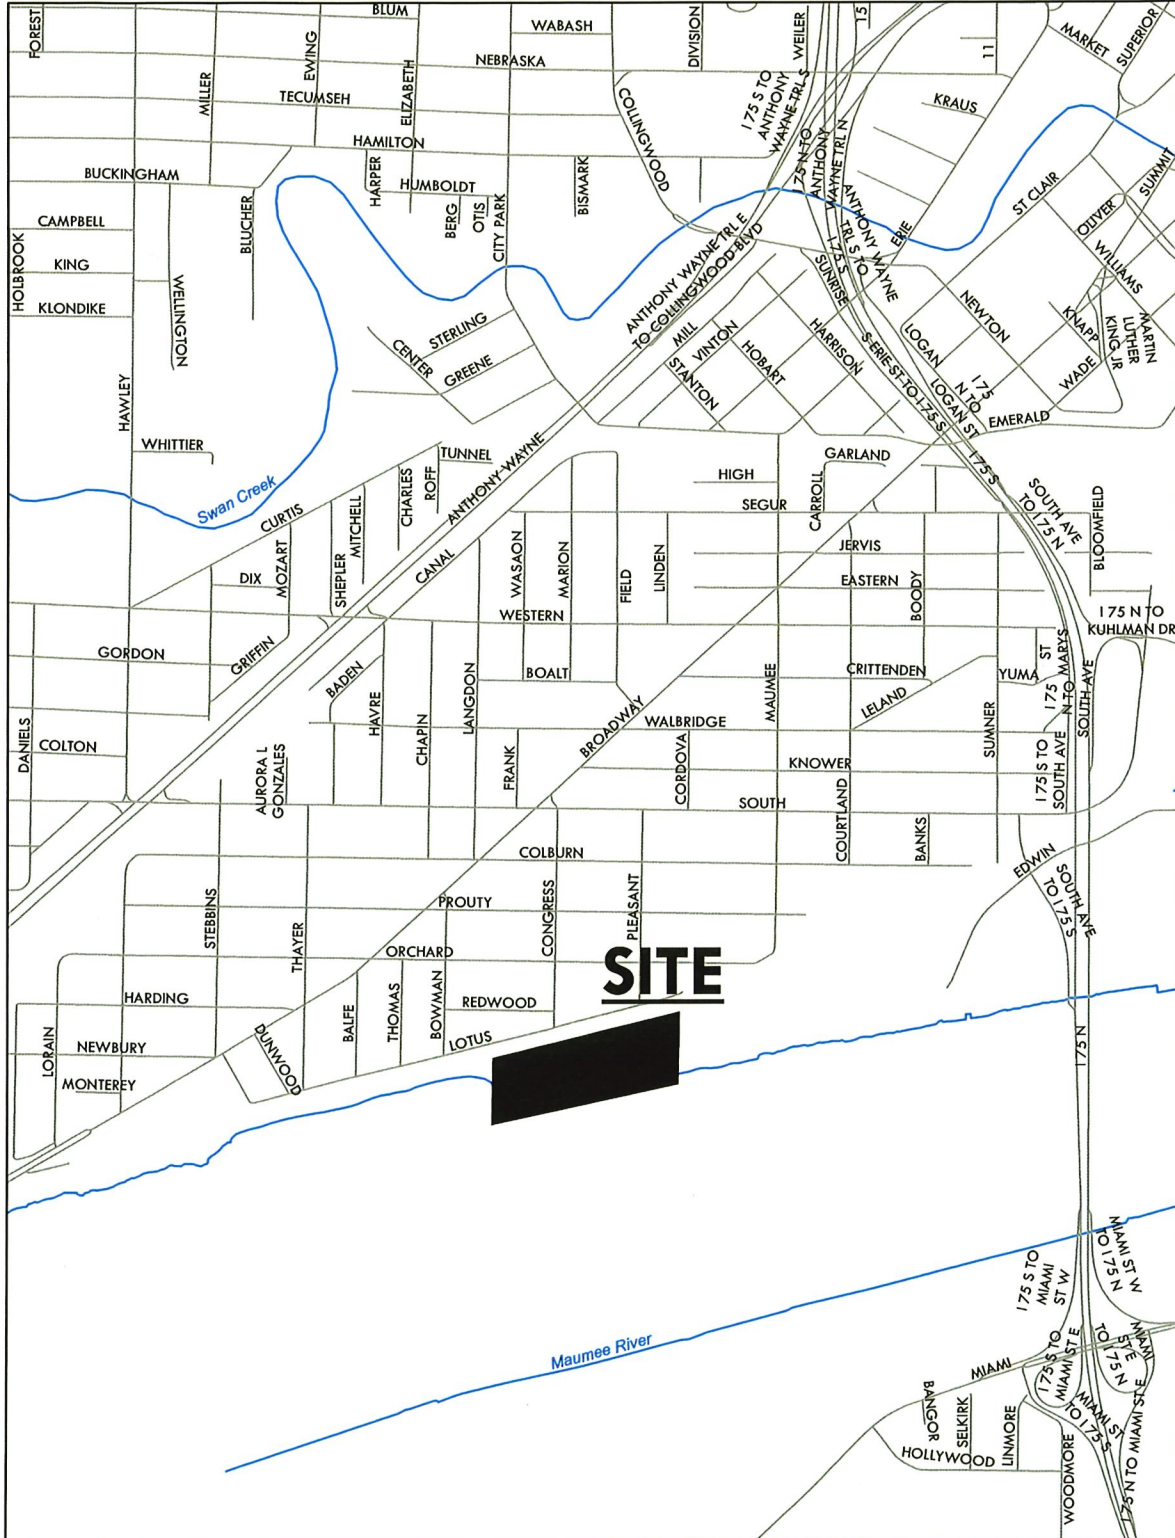 BLUM
FOREST
WABASH
DIVISION
WEILER
15
MARKET
SUPERIOR
EWING
NEBRASKA
11
MILLER
ELIZABETH
TECUMSEH
COLLINGWOOD
175 S TO
ANTHONY
WAYNE TRL S
KRAUS
HAMILTON
175 N TO
ANTHONY
WAYNE TRL N
BUCKINGHAM
HARPER
HUMBOLDT
BISMARK
SUMMIT
ST CLAIR
BLUCHER
BERG
OTIS
CITY PARK
OLIVER
CAMPBELL
HOLBROOK
KING
KLONDIKE
WELLINGTON
ANTHONY WAYNE TRL E
TO COLLINGWOOD BLVD
ANTHONY WAYNE
TRL S TO
175 S
ERIE
SUNRISE
WILLIAMS
NEWTON
KNAPP
MARTIN
LUTHER
KING JR
STERLING
CENTER
GREENE
MILL
VINTON
STANTON
HOBART
HARRISON
S ERIE ST TO 175 S
LOGAN
175
N TO
LOGAN ST
WADE
EMERALD
HAWLEY
WHITTIER
TUNNEL
ANTHONY WAYNE
GARLAND
175 S
Swan Creek
CURTIS
CHARLES
ROFF
HIGH
SEGUR
CARROLL
SOUTH AVE
TO 175 N
BLOOMFIELD
MITCHELL
SHEPLER
MOZART
DIX
CANAL
WASAON
MARION
FIELD
LINDEN
JERVIS
EASTERN
BOODY
WESTERN
I 75 N TO
KUHLMAN DR
GORDON
GRIFFIN
BADEN
HAVRE
CHAPIN
LANGDON
BOALT
BROADWAY
MAUMEE
CRITTENDEN
LELAND
YUMA
175
N TO MARYS
ST
SOUTH AVE
WALBRIDGE
SUMNER
DANIELS
COLTON
AURORA L
GONZALES
FRANK
CORDOVA
KNOWER
175 S TO
SOUTH AVE
SOUTH
COURTLAND
BANKS
COLBURN
EDWIN
SOUTH AVE
TO 175 S
STEBBINS
THAYER
PROUTY
CONGRESS
PLEASANT
ORCHARD
SITE
HARDING
BALFE
THOMAS
BOWMAN
REDWOOD
LORAIN
NEWBURY
DUNWOOD
LOTUS
175 N
MONTEREY
175 S TO
MIAMI
ST W
MIAMI ST W
TO 175 N
Maumee River
175 S TO
MIAMI ST E
MIAMI
ST E
TO 175 N
MIAMI
BANGOR
SELKIRK
LINMORE
MIAMI ST
TO 175 S
HOLLYWOOD
WOODMORE
175 N TO MIAMI ST E